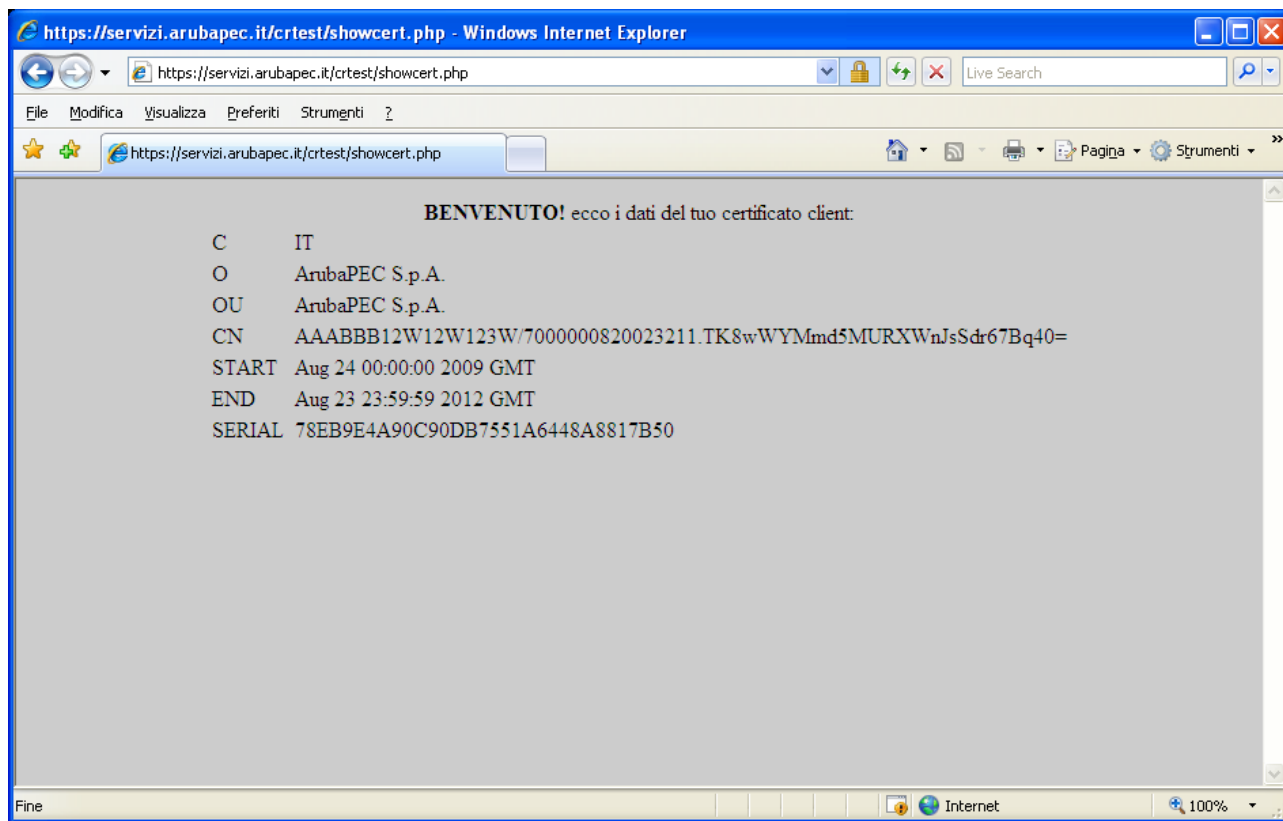 https://servizi.arubapec.it/crtest/showcert.php - Windows Internet Explorer
https://servizi.arubapec.it/crtest/showcert.php Live Search
File Modifica Visualizza Preferiti Strumenti ?
https://servizi.arubapec.it/crtest/showcert.php Pagina Strumenti »
BENVENUTO! ecco i dati del tuo certificato client:
C IT
O ArubaPEC S.p.A.
OU ArubaPEC S.p.A.
CN AAABBB12W12W123W/7000000820023211.TK8wWYMmd5MURXWnJsSdr67Bq40=
START Aug 24 00:00:00 2009 GMT
END Aug 23 23:59:59 2012 GMT
SERIAL 78EB9E4A90C90DB7551A6448A8817B50
Fine Internet 100%